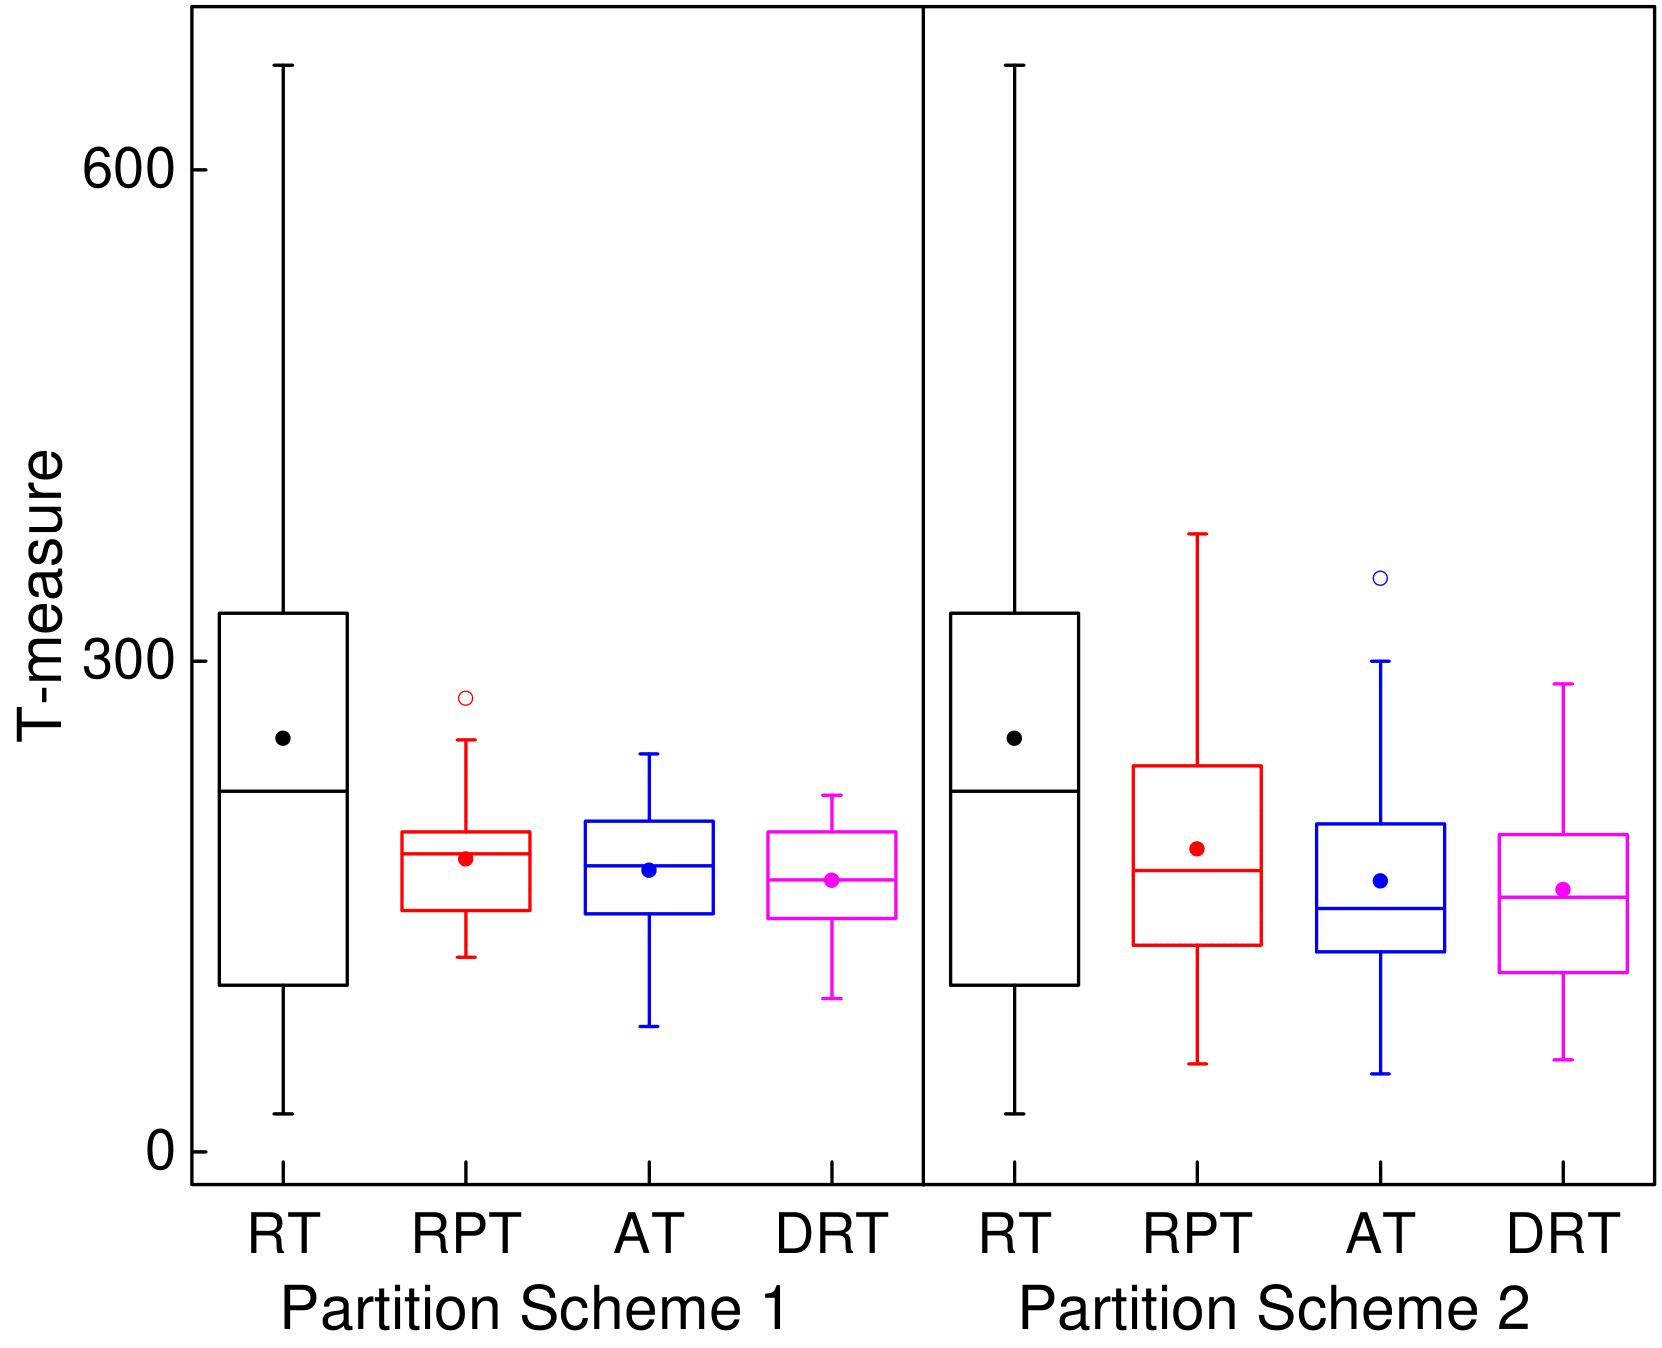 T-measure
600
300
0
RT RPT AT DRT RT RPT AT DRT
Partition Scheme 1 Partition Scheme 2